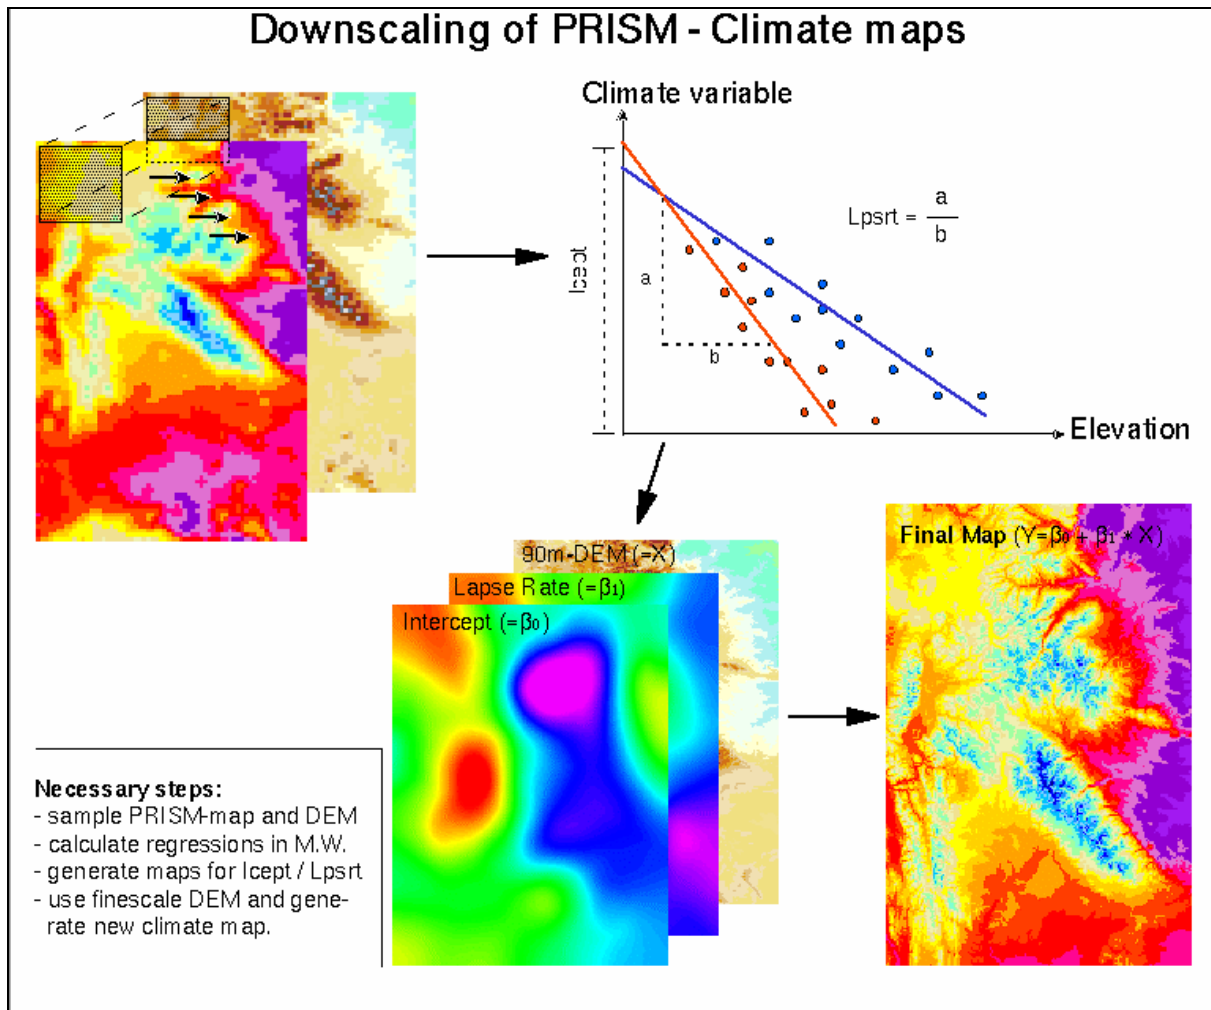 Downscaling of PRISM - Climate maps
Climate variable
Lpsrt = a / b
Icept
a
b
Elevation
90m-DEM (=X)
Lapse Rate (=β1)
Intercept (=β0)
Final Map (Y=β0 + β1 * X)
Necessary steps:
- sample PRISM-map and DEM
- calculate regressions in M.W.
- generate maps for Icept / Lpsrt
- use finescale DEM and gene-
rate new climate map.